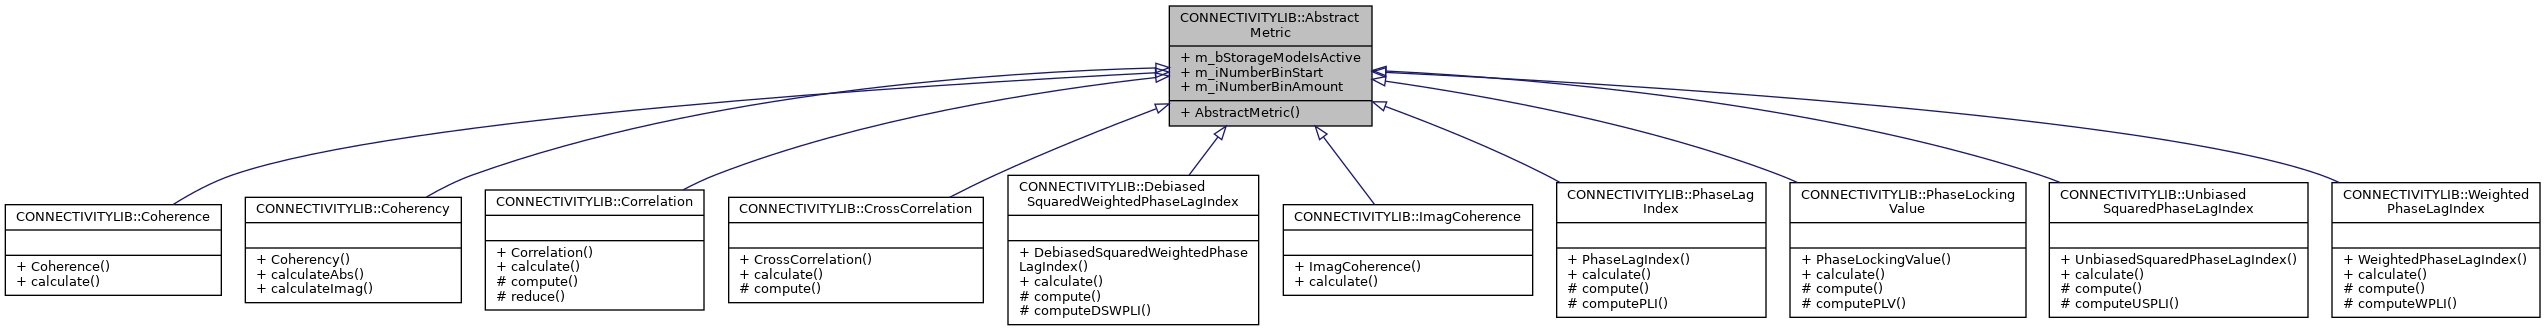 CONNECTIVITYLIB::Abstract
Metric
+ m_bStorageModeIsActive
+ m_iNumberBinStart
+ m_iNumberBinAmount
+ AbstractMetric()
CONNECTIVITYLIB::Coherence
+ Coherence()
+ calculate()
CONNECTIVITYLIB::Coherency
+ Coherency()
+ calculateAbs()
+ calculateImag()
CONNECTIVITYLIB::Correlation
+ Correlation()
+ calculate()
# compute()
# reduce()
CONNECTIVITYLIB::CrossCorrelation
+ CrossCorrelation()
+ calculate()
# compute()
CONNECTIVITYLIB::Debiased
SquaredWeightedPhaseLagIndex
+ DebiasedSquaredWeightedPhase
LagIndex()
+ calculate()
# compute()
# computeDSWPLI()
CONNECTIVITYLIB::ImagCoherence
+ ImagCoherence()
+ calculate()
CONNECTIVITYLIB::PhaseLag
Index
+ PhaseLagIndex()
+ calculate()
# compute()
# computePLI()
CONNECTIVITYLIB::PhaseLocking
Value
+ PhaseLockingValue()
+ calculate()
# compute()
# computePLV()
CONNECTIVITYLIB::Unbiased
SquaredPhaseLagIndex
+ UnbiasedSquaredPhaseLagIndex()
+ calculate()
# compute()
# computeUSPLI()
CONNECTIVITYLIB::Weighted
PhaseLagIndex
+ WeightedPhaseLagIndex()
+ calculate()
# compute()
# computeWPLI()